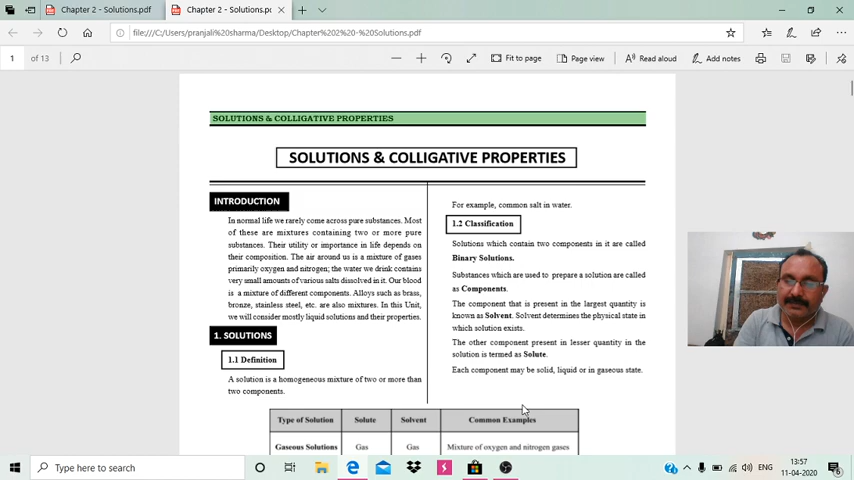 Chapter 2 - Solutions.pdf
Chapter 2 - Solutions.pd
file:///C:/Users/pranjali%20sharma/Desktop/Chapter%202%20-%20Solutions.pdf
1 of 13
Fit to page
Page view
Read aloud
Add notes
SOLUTIONS & COLLIGATIVE PROPERTIES
SOLUTIONS & COLLIGATIVE PROPERTIES
INTRODUCTION
In normal life we rarely come across pure substances. Most
of these are mixtures containing two or more pure
substances. Their utility or importance in life depends on
their composition. The air around us is a mixture of gases
primarily oxygen and nitrogen; the water we drink contains
very small amounts of various salts dissolved in it. Our blood
is a mixture of different components. Alloys such as brass,
bronze, stainless steel, etc. are also mixtures. In this Unit,
we will consider mostly liquid solutions and their properties.
1. SOLUTIONS
1.1 Definition
A solution is a homogeneous mixture of two or more than
two components.
For example, common salt in water.
1.2 Classification
Solutions which contain two components in it are called
Binary Solutions.
Substances which are used to prepare a solution are called
as Components.
The component that is present in the largest quantity is
known as Solvent. Solvent determines the physical state in
which solution exists.
The other component present in lesser quantity in the
solution is termed as Solute.
Each component may be solid, liquid or in gaseous state.
Type of Solution Solute Solvent Common Examples
Gaseous Solutions Gas Gas Mixture of oxygen and nitrogen gases
Type here to search
ENG
13:57
11-04-2020